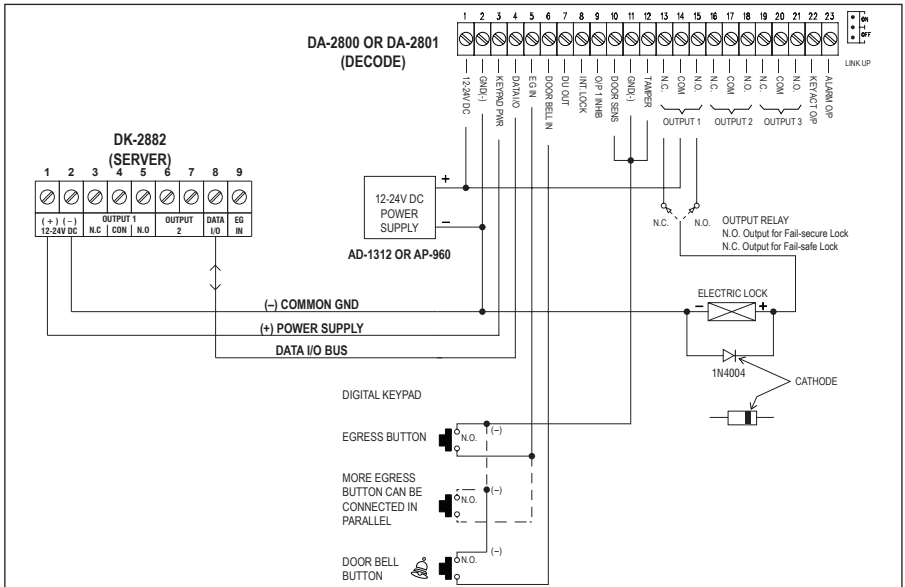 DA-2800 OR DA-2801
(DECODE)
1 2 3 4 5 6 7 8 9 10 11 12 13 14 15 16 17 18 19 20 21 22 23
ON
OFF
LINK UP
12-24V DC
GND(-)
KEYPAD PWR
DATA I/O
EG IN
DOOR BELL IN
DU OUT
INT. LOCK
O/P 1 INHIB
DOOR SENS
GND(-)
TAMPER
N.C.
COM
N.O.
N.C.
COM
N.O.
N.C.
COM
N.O.
KEY ACT O/P
ALARM O/P
OUTPUT 1 OUTPUT 2 OUTPUT 3
DK-2882
(SERVER)
1 2 3 4 5 6 7 8 9
(+) (-)
12-24V DC
OUTPUT 1
N.C CON N.O
OUTPUT
2
DATA
I/O
EG
IN
12-24V DC
POWER
SUPPLY
+
–
AD-1312 OR AP-960
N.C. N.O.
OUTPUT RELAY
N.O. Output for Fail-secure Lock
N.C. Output for Fail-safe Lock
ELECTRIC LOCK
– +
1N4004
CATHODE
(–) COMMON GND
(+) POWER SUPPLY
DATA I/O BUS
DIGITAL KEYPAD
EGRESS BUTTON
N.O.
(–)
MORE EGRESS
BUTTON CAN BE
CONNECTED IN
PARALLEL
N.O.
(–)
DOOR BELL
BUTTON
N.O.
(–)